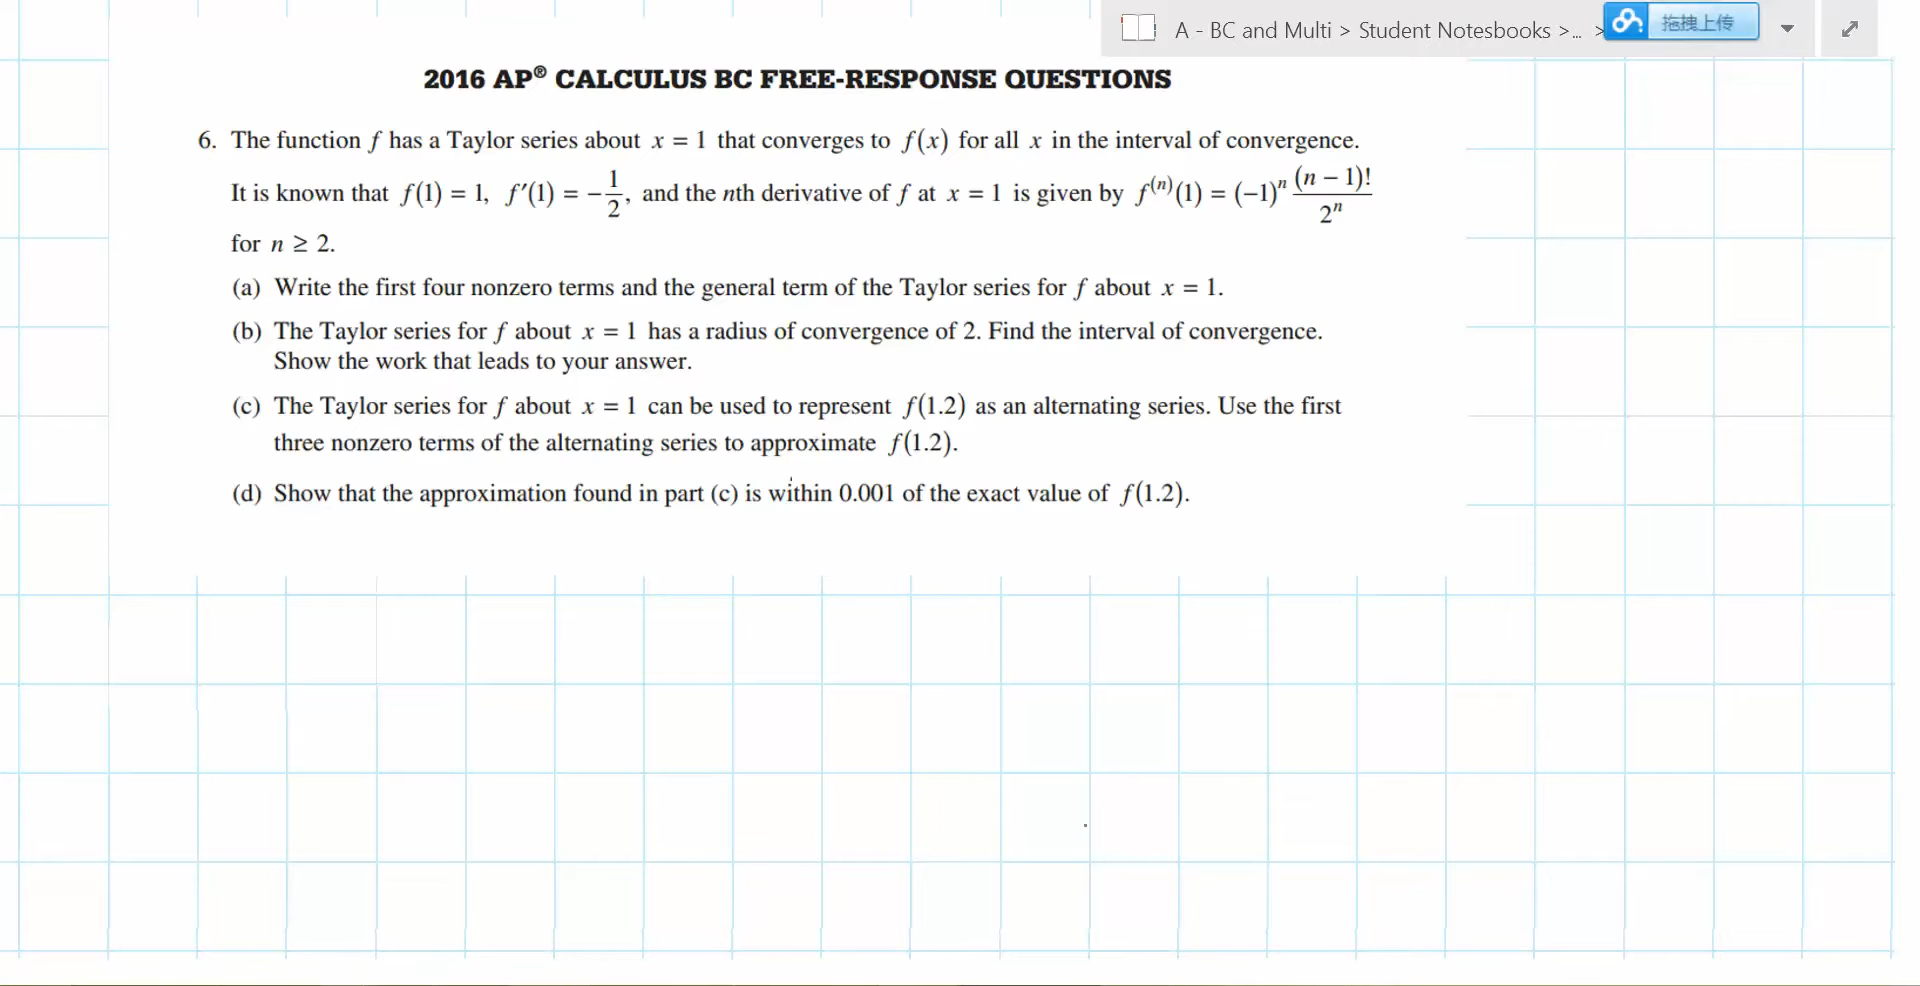 A - BC and Multi > Student Notesbooks >... >
拖拽上传
2016 AP® CALCULUS BC FREE-RESPONSE QUESTIONS
6. The function f has a Taylor series about x = 1 that converges to f(x) for all x in the interval of convergence.
It is known that f(1) = 1, f′(1) = −1/2, and the nth derivative of f at x = 1 is given by f⁽ⁿ⁾(1) = (−1)ⁿ (n − 1)!/2ⁿ
for n ≥ 2.
(a) Write the first four nonzero terms and the general term of the Taylor series for f about x = 1.
(b) The Taylor series for f about x = 1 has a radius of convergence of 2. Find the interval of convergence.
Show the work that leads to your answer.
(c) The Taylor series for f about x = 1 can be used to represent f(1.2) as an alternating series. Use the first
three nonzero terms of the alternating series to approximate f(1.2).
(d) Show that the approximation found in part (c) is within 0.001 of the exact value of f(1.2).